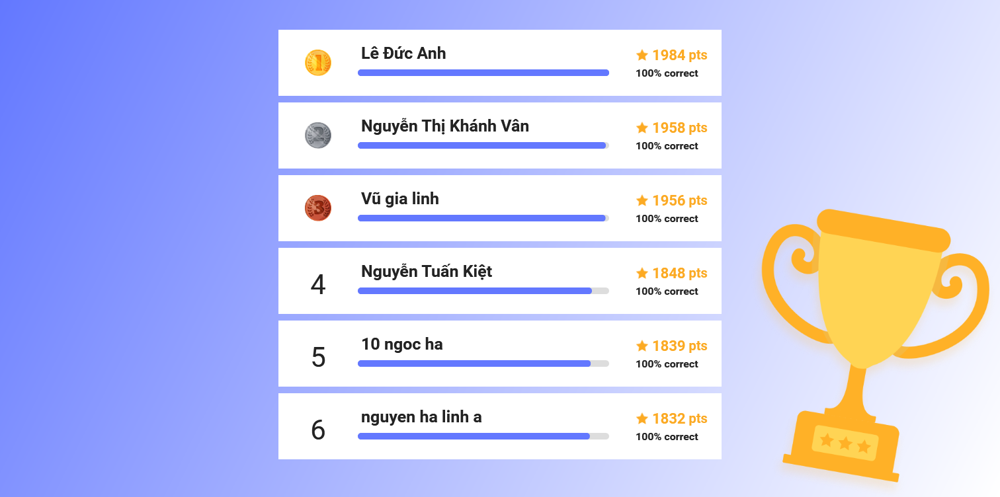 1
Lê Đức Anh
1984 pts
100% correct
2
Nguyễn Thị Khánh Vân
1958 pts
100% correct
3
Vũ gia linh
1956 pts
100% correct
4
Nguyễn Tuấn Kiệt
1848 pts
100% correct
5
10 ngoc ha
1839 pts
100% correct
6
nguyen ha linh a
1832 pts
100% correct